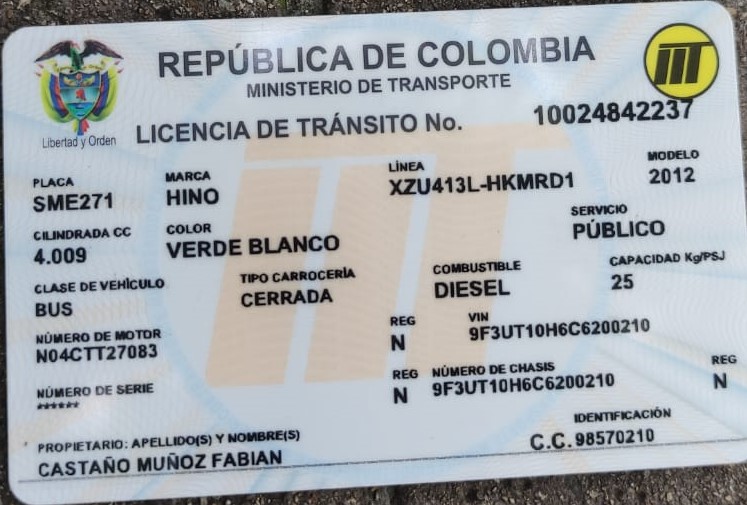 REPÚBLICA DE COLOMBIA
MINISTERIO DE TRANSPORTE
Libertad y Orden
LICENCIA DE TRÁNSITO No. 10024842237
PLACA MARCA LÍNEA MODELO
SME271 HINO XZU413L-HKMRD1 2012
CILINDRADA CC COLOR SERVICIO
4.009 VERDE BLANCO PÚBLICO
CLASE DE VEHÍCULO TIPO CARROCERÍA COMBUSTIBLE CAPACIDAD Kg/PSJ
BUS CERRADA DIESEL 25
NÚMERO DE MOTOR REG VIN
N04CTT27083 N 9F3UT10H6C6200210
NÚMERO DE SERIE REG NÚMERO DE CHASIS REG
****** N 9F3UT10H6C6200210 N
PROPIETARIO: APELLIDO(S) Y NOMBRE(S) IDENTIFICACIÓN
CASTAÑO MUÑOZ FABIAN C.C. 98570210